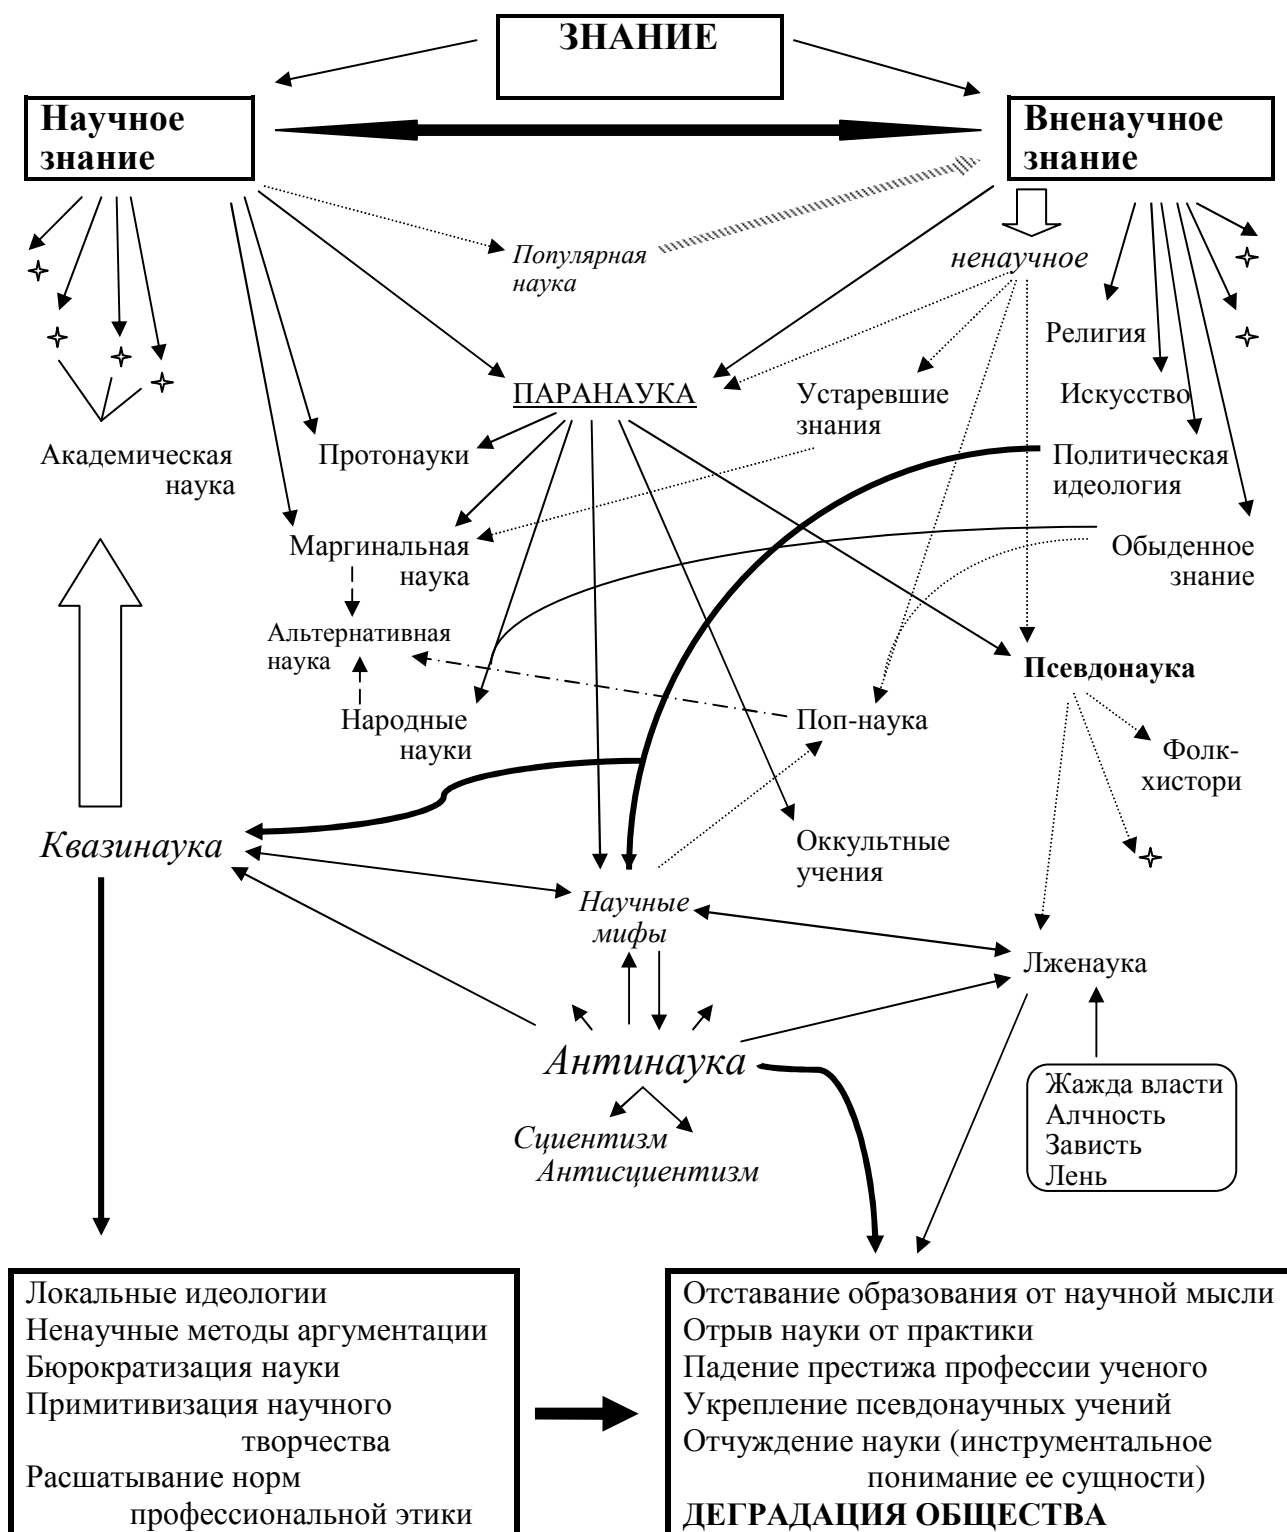 ЗНАНИЕ
Научное
знание
Вненаучное
знание
Популярная
наука
ненаучное
Религия
ПАРАНАУКА
Устаревшие
знания
Искусство
Академическая
наука
Протонауки
Политическая
идеология
Маргинальная
наука
Обыденное
знание
Альтернативная
наука
Псевдонаука
Народные
науки
Поп-наука
Фолк-
хистори
Квазинаука
Оккультные
учения
Научные
мифы
Лженаука
Антинаука
Жажда власти
Алчность
Зависть
Лень
Сциентизм
Антисциентизм
Локальные идеологии
Ненаучные методы аргументации
Бюрократизация науки
Примитивизация научного
творчества
Расшатывание норм
профессиональной этики
Отставание образования от научной мысли
Отрыв науки от практики
Падение престижа профессии ученого
Укрепление псевдонаучных учений
Отчуждение науки (инструментальное
понимание ее сущности)
ДЕГРАДАЦИЯ ОБЩЕСТВА